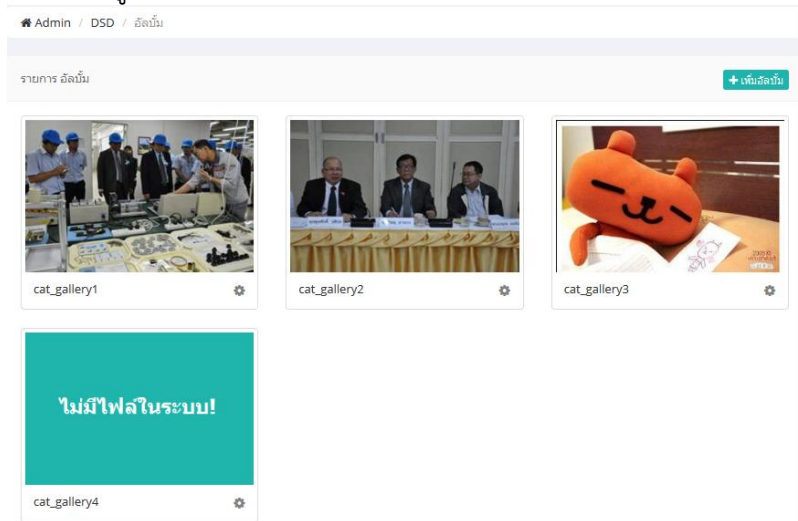 Admin / DSD / อัลบั้ม
รายการ อัลบั้ม
เพิ่มอัลบั้ม
cat_gallery1
cat_gallery2
cat_gallery3
ไม่มีไฟล์ในระบบ!
cat_gallery4